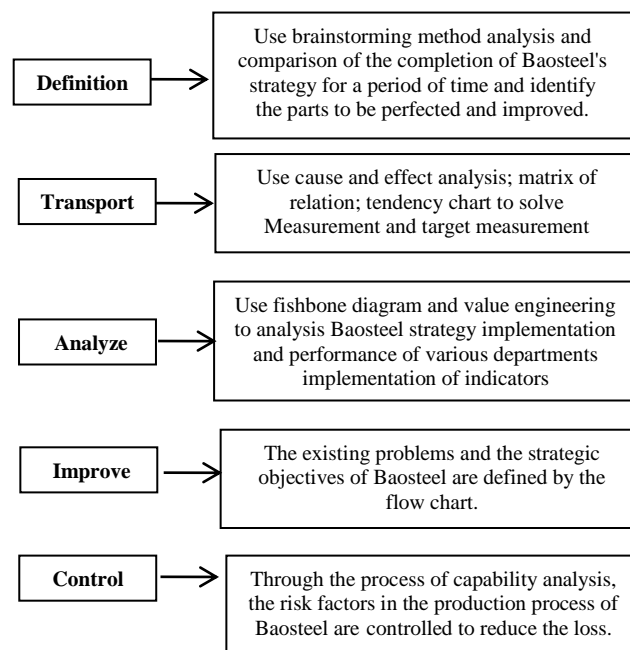 Definition
Use brainstorming method analysis and
comparison of the completion of Baosteel's
strategy for a period of time and identify
the parts to be perfected and improved.
Transport
Use cause and effect analysis; matrix of
relation; tendency chart to solve
Measurement and target measurement
Analyze
Use fishbone diagram and value engineering
to analysis Baosteel strategy implementation
and performance of various departments
implementation of indicators
Improve
The existing problems and the strategic
objectives of Baosteel are defined by the
flow chart.
Control
Through the process of capability analysis,
the risk factors in the production process of
Baosteel are controlled to reduce the loss.